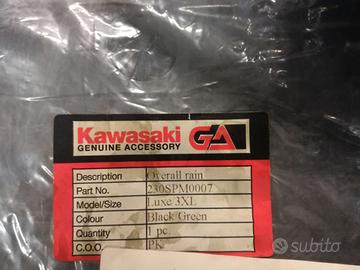 Kawasaki GA
GENUINE ACCESSORY
Description Overall rain
Part No. 230SPM0007
Model/Size Luxe 3XL
Colour Black Green
Quantity 1 pc.
C.O.O. PK
subito